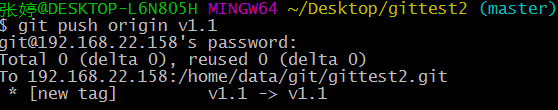 张婷@DESKTOP-L6N805H MINGW64 ~/Desktop/gittest2 (master)
$ git push origin v1.1
git@192.168.22.158's password:
Total 0 (delta 0), reused 0 (delta 0)
To 192.168.22.158:/home/data/git/gittest2.git
 * [new tag]         v1.1 -> v1.1